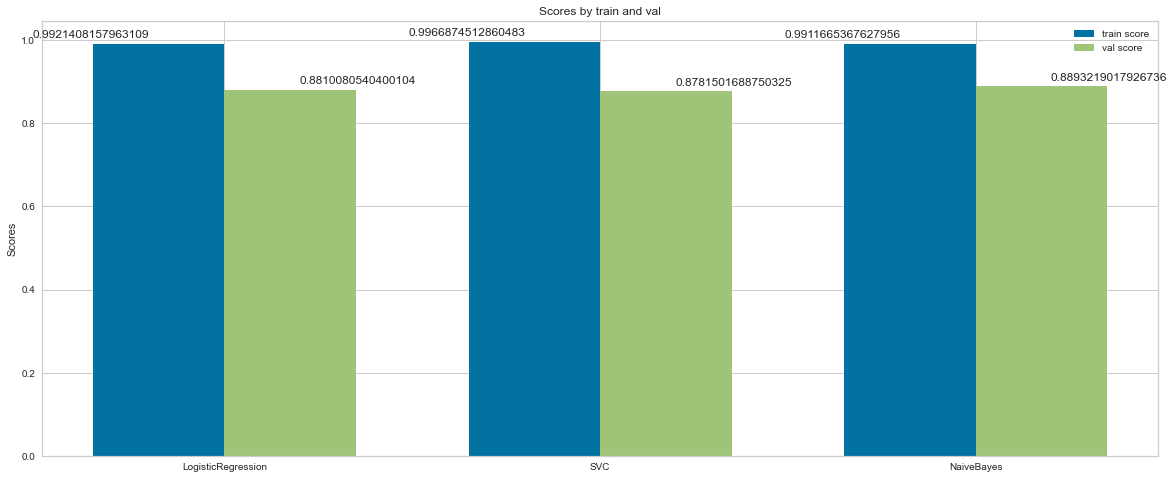 Scores by train and val
0.9921408157963109
0.9966874512860483
0.9911665367627956
train score
val score
0.8810080540400104
0.8781501688750325
0.8893219017926736
1.0
0.8
0.6
0.4
0.2
0.0
Scores
LogisticRegression
SVC
NaiveBayes